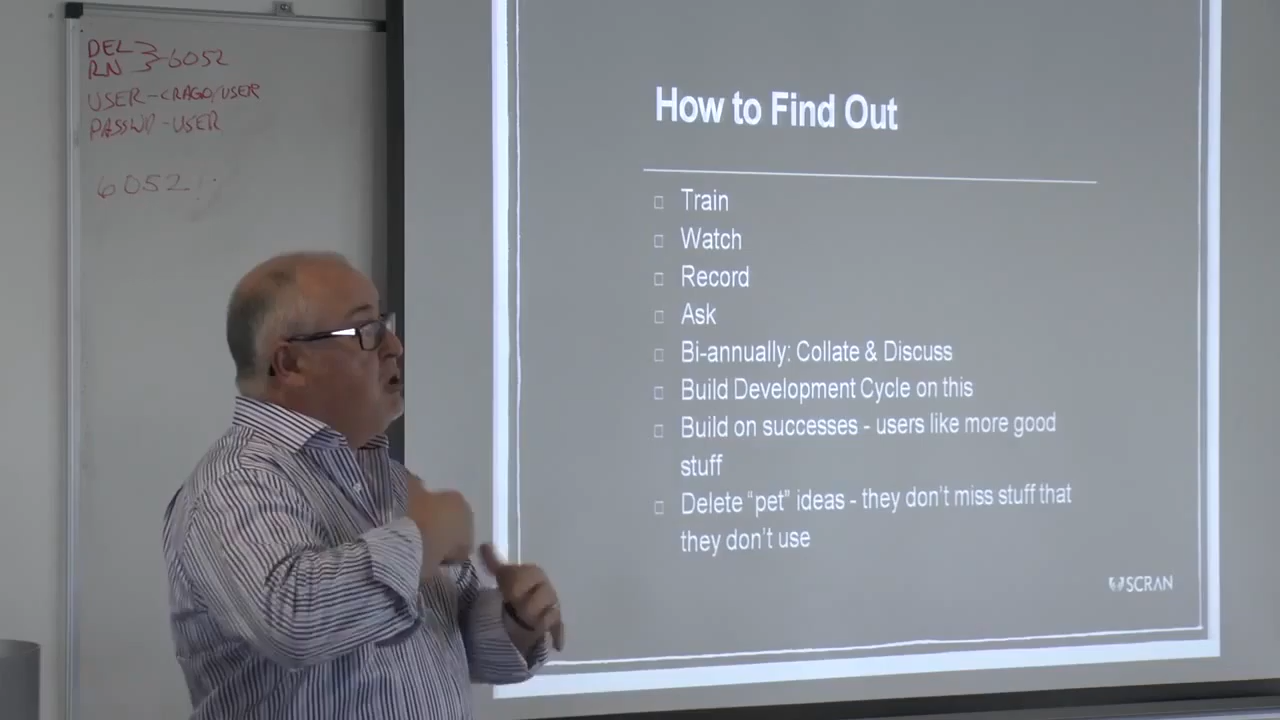 DEL
RN 3-6052
USER-CRAGO/USER
PASSWD-USER
6052
How to Find Out
Train
Watch
Record
Ask
Bi-annually: Collate & Discuss
Build Development Cycle on this
Build on successes - users like more good
stuff
Delete “pet” ideas - they don’t miss stuff that
they don’t use
SCRAN